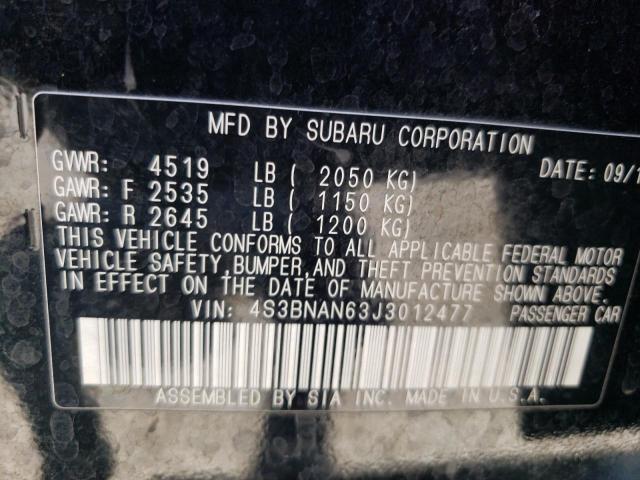 MFD BY SUBARU CORPORATION
GVWR: 4519 LB ( 2050 KG) DATE: 09/1
GAWR: F 2535 LB ( 1150 KG)
GAWR: R 2645 LB ( 1200 KG)
THIS VEHICLE CONFORMS TO ALL APPLICABLE FEDERAL MOTOR
VEHICLE SAFETY, BUMPER, AND THEFT PREVENTION STANDARDS
IN EFFECT ON THE DATE OF MANUFACTURE SHOWN ABOVE.
VIN: 4S3BNAN63J3012477 PASSENGER CAR
ASSEMBLED BY SIA INC. MADE IN U.S.A.